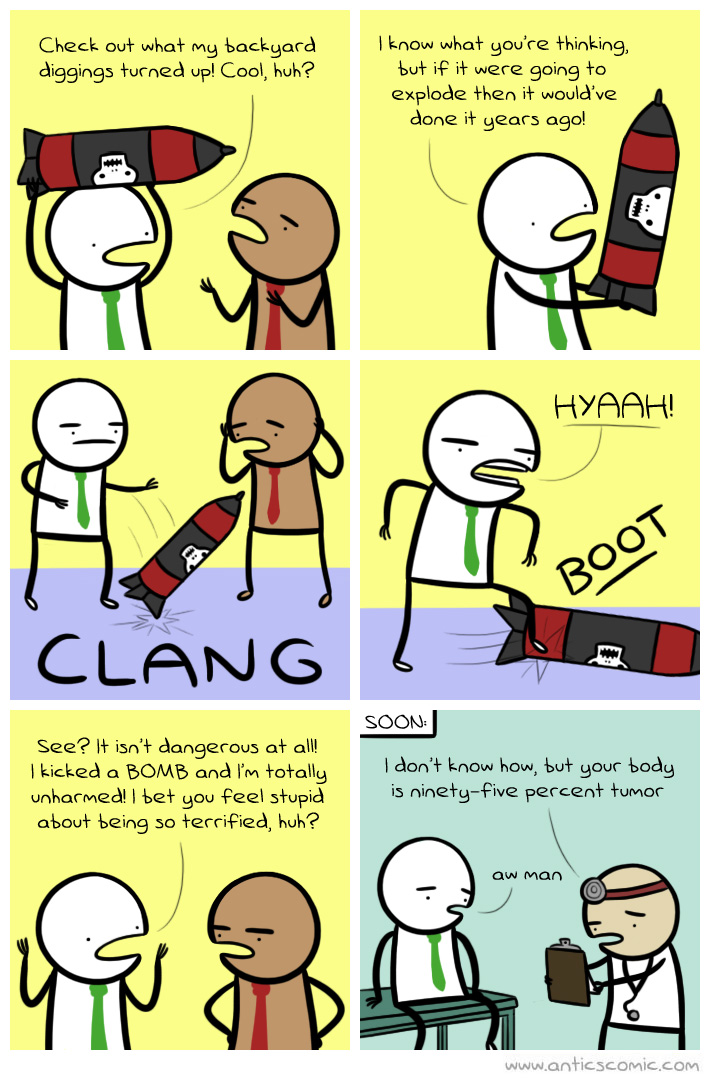 Check out what my backyard
diggings turned up! Cool, huh?
I know what you're thinking,
but if it were going to
explode then it would've
done it years ago!
CLANG
HYAAH!
BOOT
See? It isn't dangerous at all!
I kicked a BOMB and I'm totally
unharmed! I bet you feel stupid
about being so terrified, huh?
SOON:
I don't know how, but your body
is ninety-five percent tumor
aw man
www.anticscomic.com